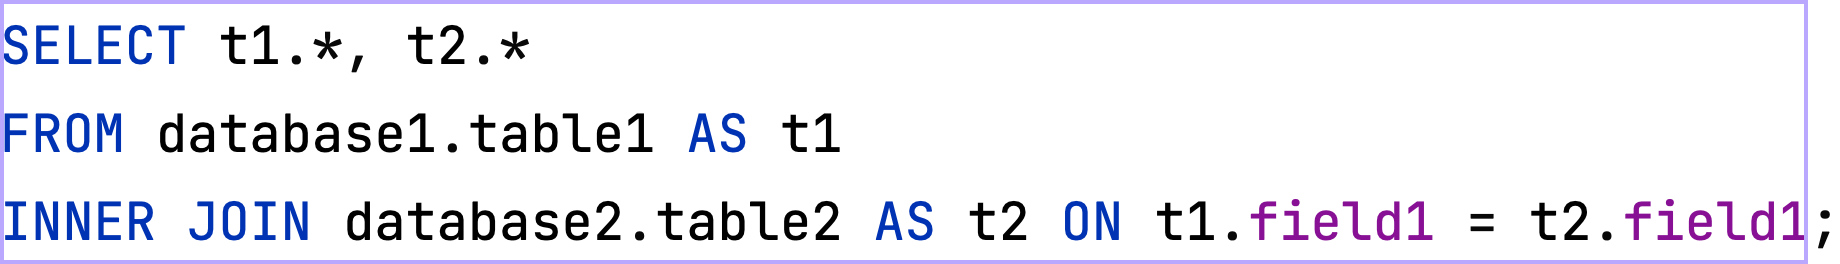 SELECT t1.*, t2.*
FROM database1.table1 AS t1
INNER JOIN database2.table2 AS t2 ON t1.field1 = t2.field1;